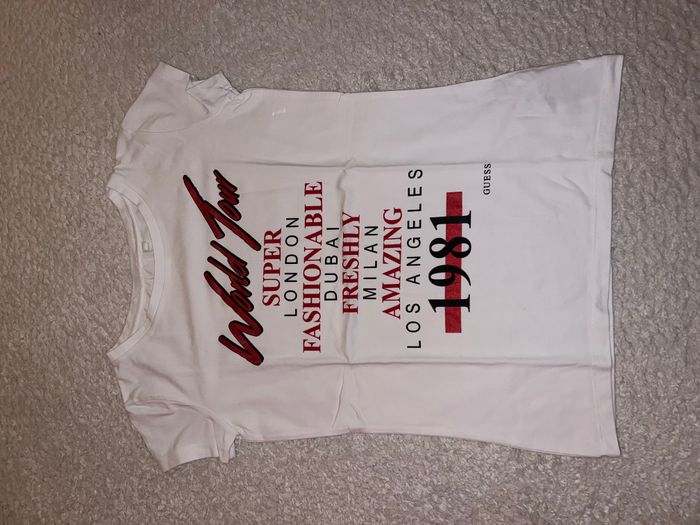 World Tour
SUPER
LONDON
FASHIONABLE
DUBAI
FRESHLY
MILAN
AMAZING
LOS ANGELES
1981
GUESS